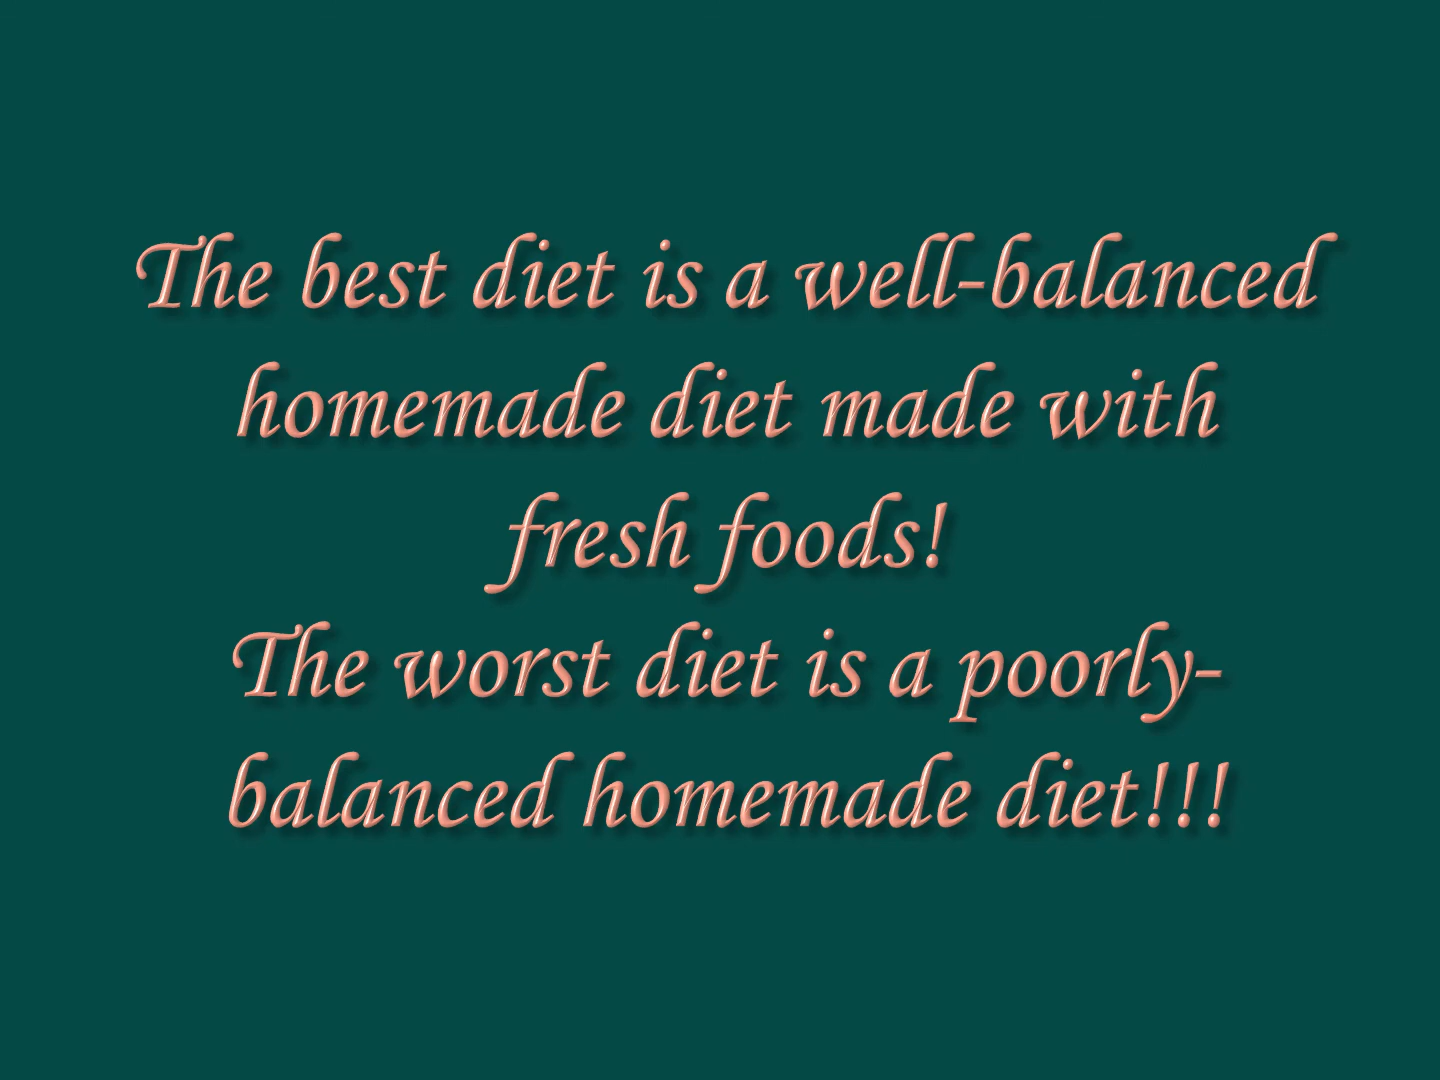 The best diet is a well-balanced
homemade diet made with
fresh foods!
The worst diet is a poorly-
balanced homemade diet!!!